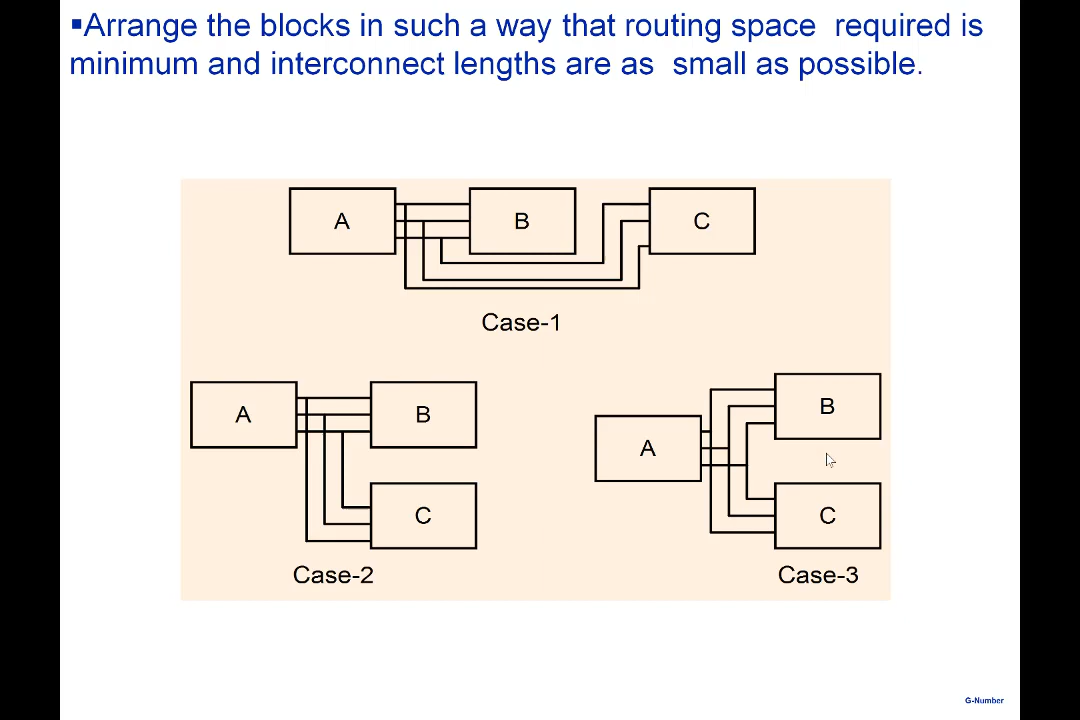 ▪Arrange the blocks in such a way that routing space  required is
minimum and interconnect lengths are as  small as possible.
A
B
C
Case-1
A
B
C
Case-2
A
B
C
Case-3
G-Number